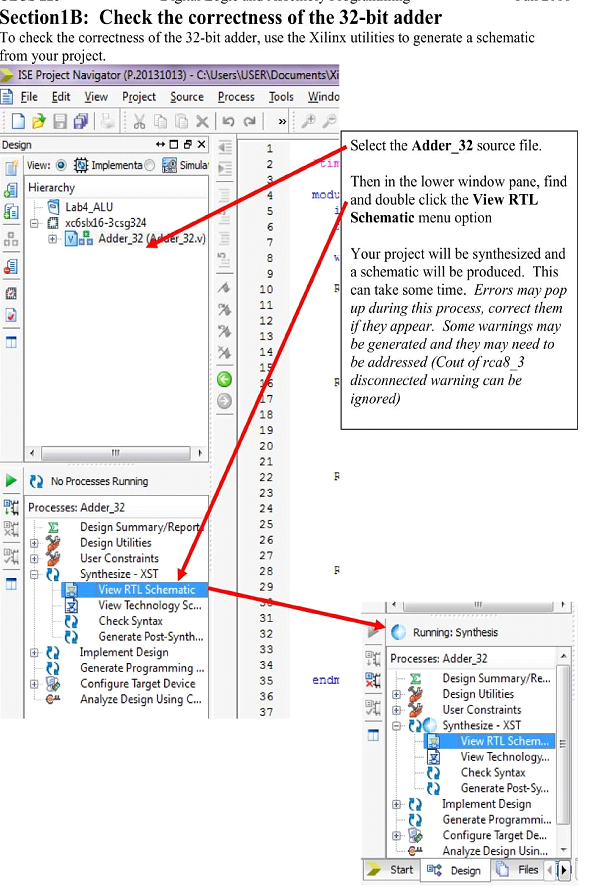 Section1B: Check the correctness of the 32-bit adder
To check the correctness of the 32-bit adder, use the Xilinx utilities to generate a schematic
from your project.
ISE Project Navigator (P.20131013) - C:\Users\USER\Documents\Xi
File Edit View Project Source Process Tools Windo
»
Design
View: Implementa Simula
Hierarchy
Lab4_ALU
xc6slx16-3csg324
Adder_32 (Adder_32.v)
No Processes Running
Processes: Adder_32
Design Summary/Report
Design Utilities
User Constraints
Synthesize - XST
View RTL Schematic
View Technology Sc...
Check Syntax
Generate Post-Synth...
Implement Design
Generate Programming ...
Configure Target Device
Analyze Design Using C...
1
2 `tim
3
4 modu
5 i
6
7
8 w
9
10 R
11
12
13
14
15
16 R
17
18
19
20
21
22 R
23
24
25
26
27
28 R
29
30
31
32
33
34
35 endm
36
37
Select the Adder_32 source file.
Then in the lower window pane, find
and double click the View RTL
Schematic menu option
Your project will be synthesized and
a schematic will be produced. This
can take some time. Errors may pop
up during this process, correct them
if they appear. Some warnings may
be generated and they may need to
be addressed (Cout of rca8_3
disconnected warning can be
ignored)
Running: Synthesis
Processes: Adder_32
Design Summary/Re...
Design Utilities
User Constraints
Synthesize - XST
View RTL Schem...
View Technology...
Check Syntax
Generate Post-Sy...
Implement Design
Generate Programmi...
Configure Target De...
Analyze Design Usin...
Start Design Files